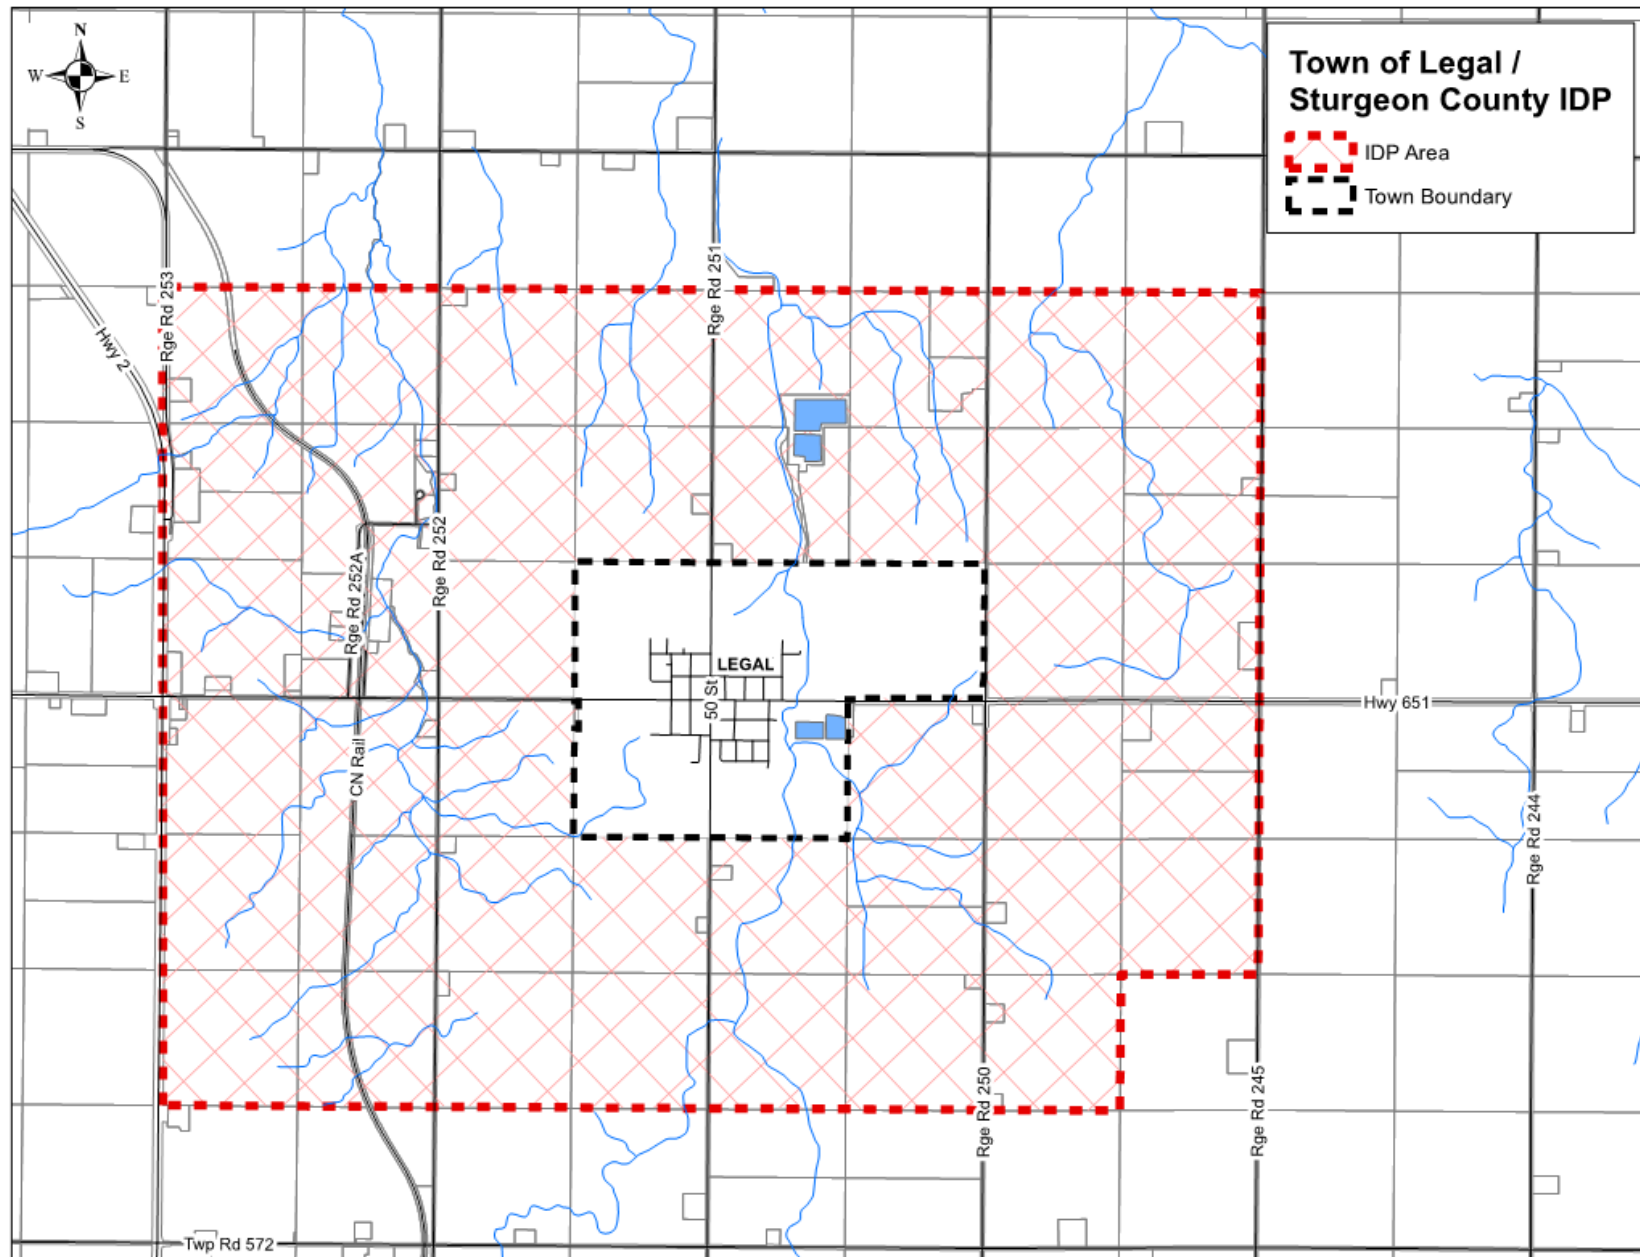 N
W E
S
Town of Legal /
Sturgeon County IDP
IDP Area
Town Boundary
Rge Rd 253
Rge Rd 251
Hwy 2
Rge Rd 252
Rge Rd 252A
LEGAL
50 St
Hwy 651
CN Rail
Rge Rd 244
Rge Rd 250
Rge Rd 245
Twp Rd 572